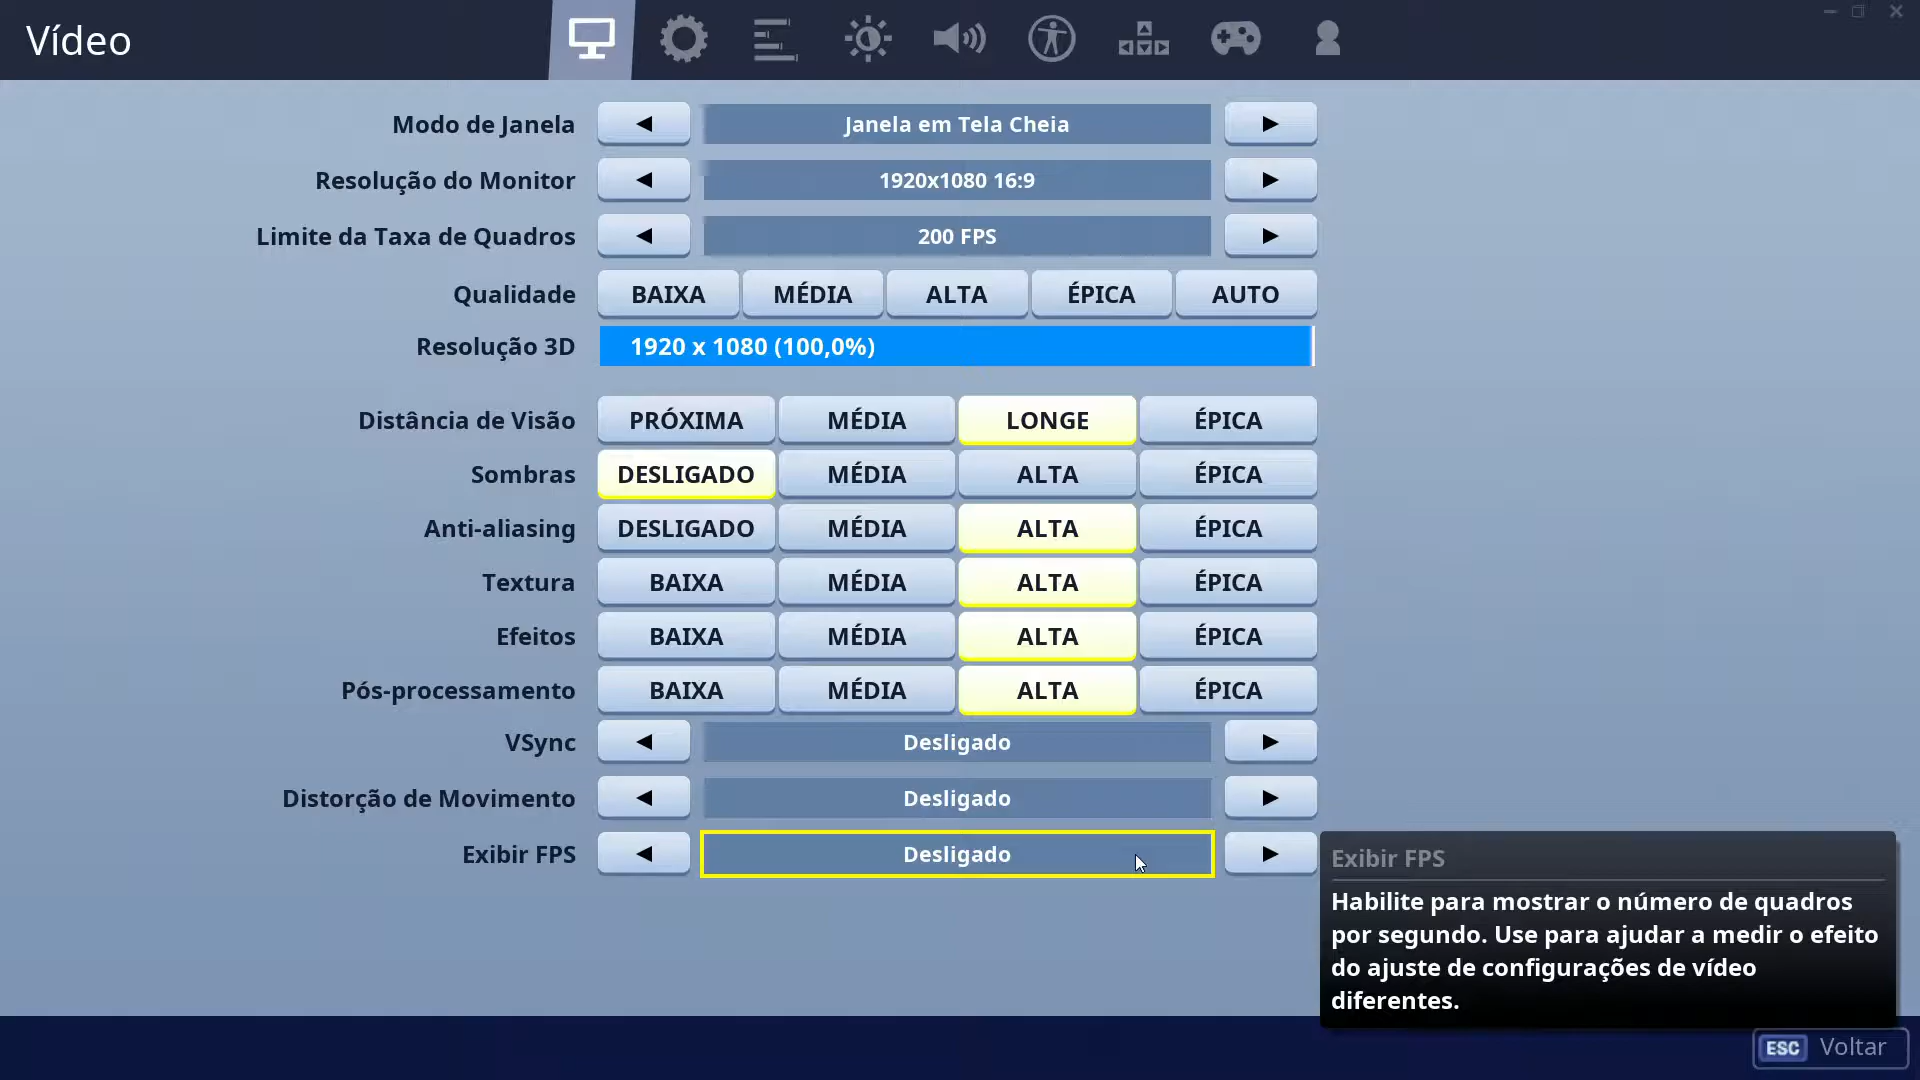 Vídeo
Modo de Janela Janela em Tela Cheia
Resolução do Monitor 1920x1080 16:9
Limite da Taxa de Quadros 200 FPS
Qualidade BAIXA MÉDIA ALTA ÉPICA AUTO
Resolução 3D 1920 x 1080 (100,0%)
Distância de Visão PRÓXIMA MÉDIA LONGE ÉPICA
Sombras DESLIGADO MÉDIA ALTA ÉPICA
Anti-aliasing DESLIGADO MÉDIA ALTA ÉPICA
Textura BAIXA MÉDIA ALTA ÉPICA
Efeitos BAIXA MÉDIA ALTA ÉPICA
Pós-processamento BAIXA MÉDIA ALTA ÉPICA
VSync Desligado
Distorção de Movimento Desligado
Exibir FPS Desligado
Exibir FPS
Habilite para mostrar o número de quadros
por segundo. Use para ajudar a medir o efeito
do ajuste de configurações de vídeo
diferentes.
ESC Voltar